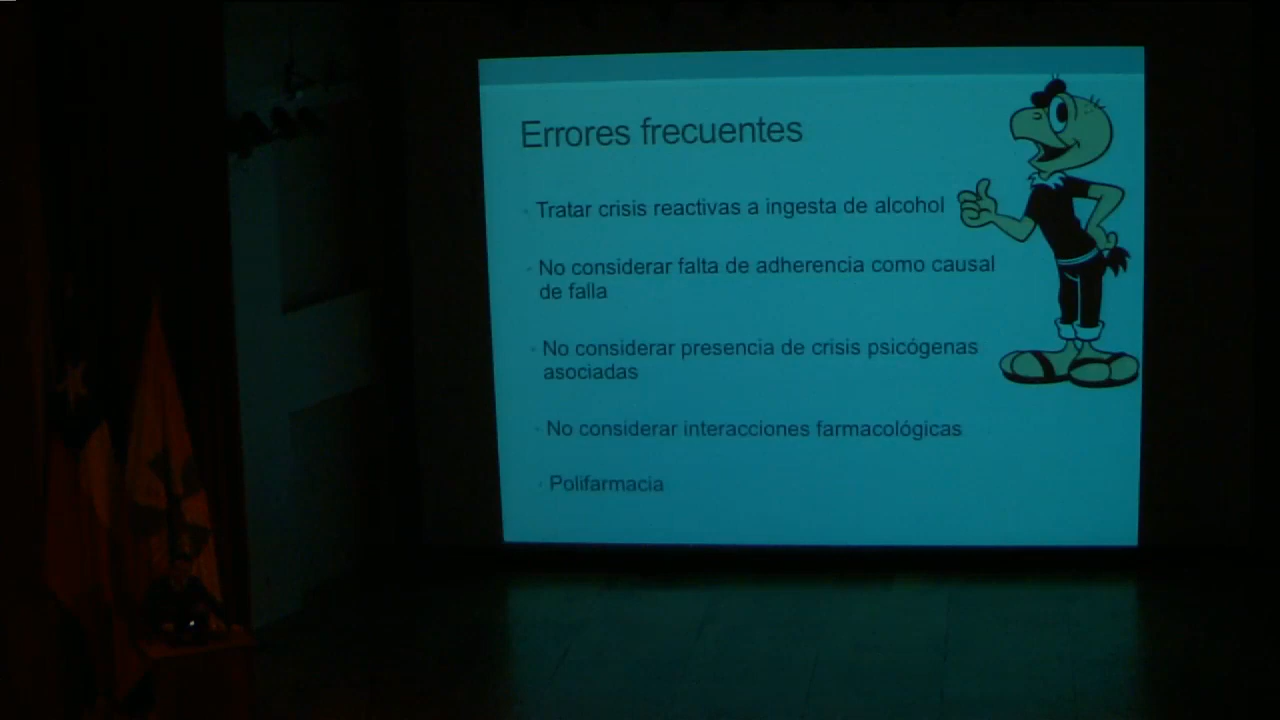 Errores frecuentes
Tratar crisis reactivas a ingesta de alcohol
No considerar falta de adherencia como causal
de falla
No considerar presencia de crisis psicógenas
asociadas
No considerar interacciones farmacológicas
Polifarmacia